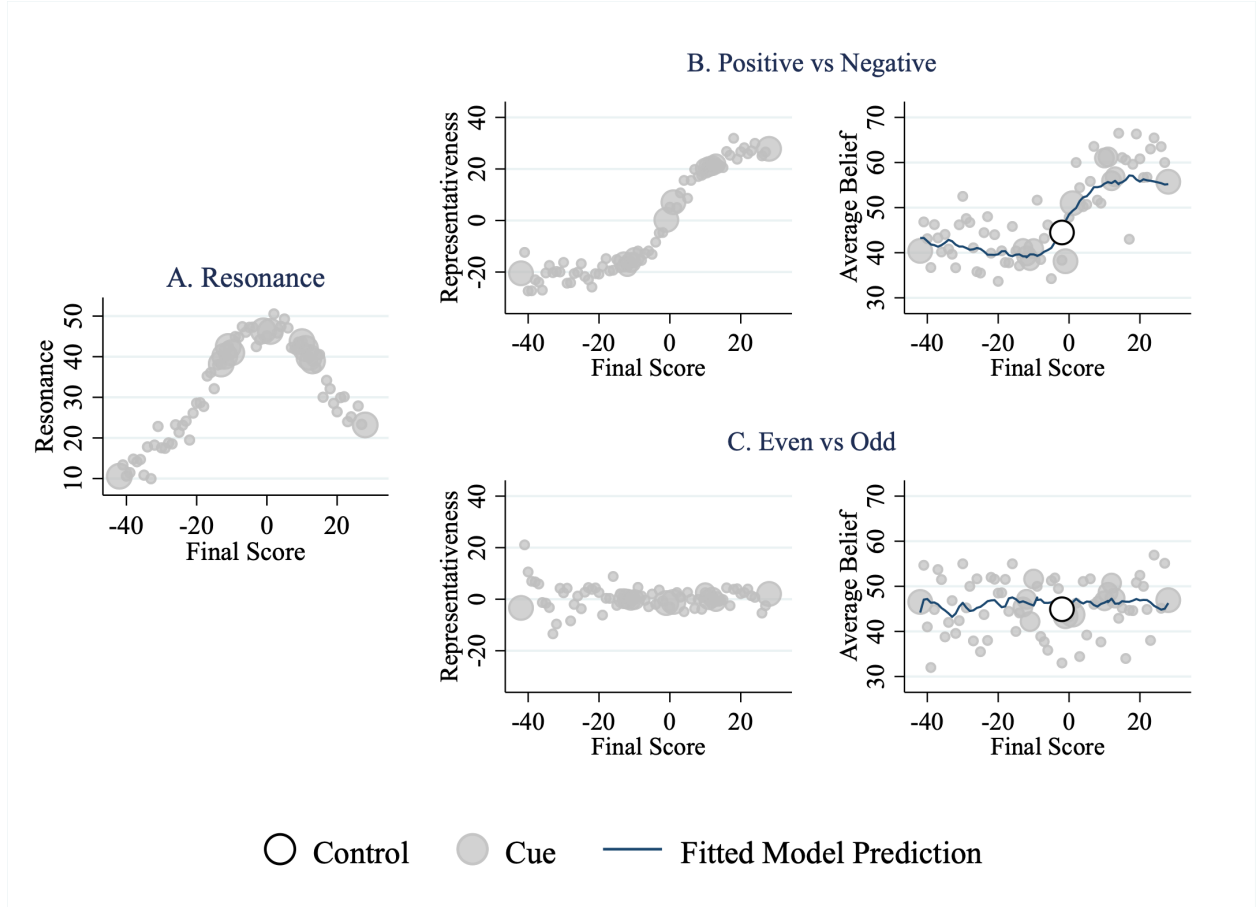 B. Positive vs Negative
Representativeness
40
20
0
-20
-40 -20 0 20
Final Score
Average Belief
70
60
50
40
30
-40 -20 0 20
Final Score
A. Resonance
Resonance
50
40
30
20
10
-40 -20 0 20
Final Score
C. Even vs Odd
Representativeness
40
20
0
-20
-40 -20 0 20
Final Score
Average Belief
70
60
50
40
30
-40 -20 0 20
Final Score
Control Cue Fitted Model Prediction